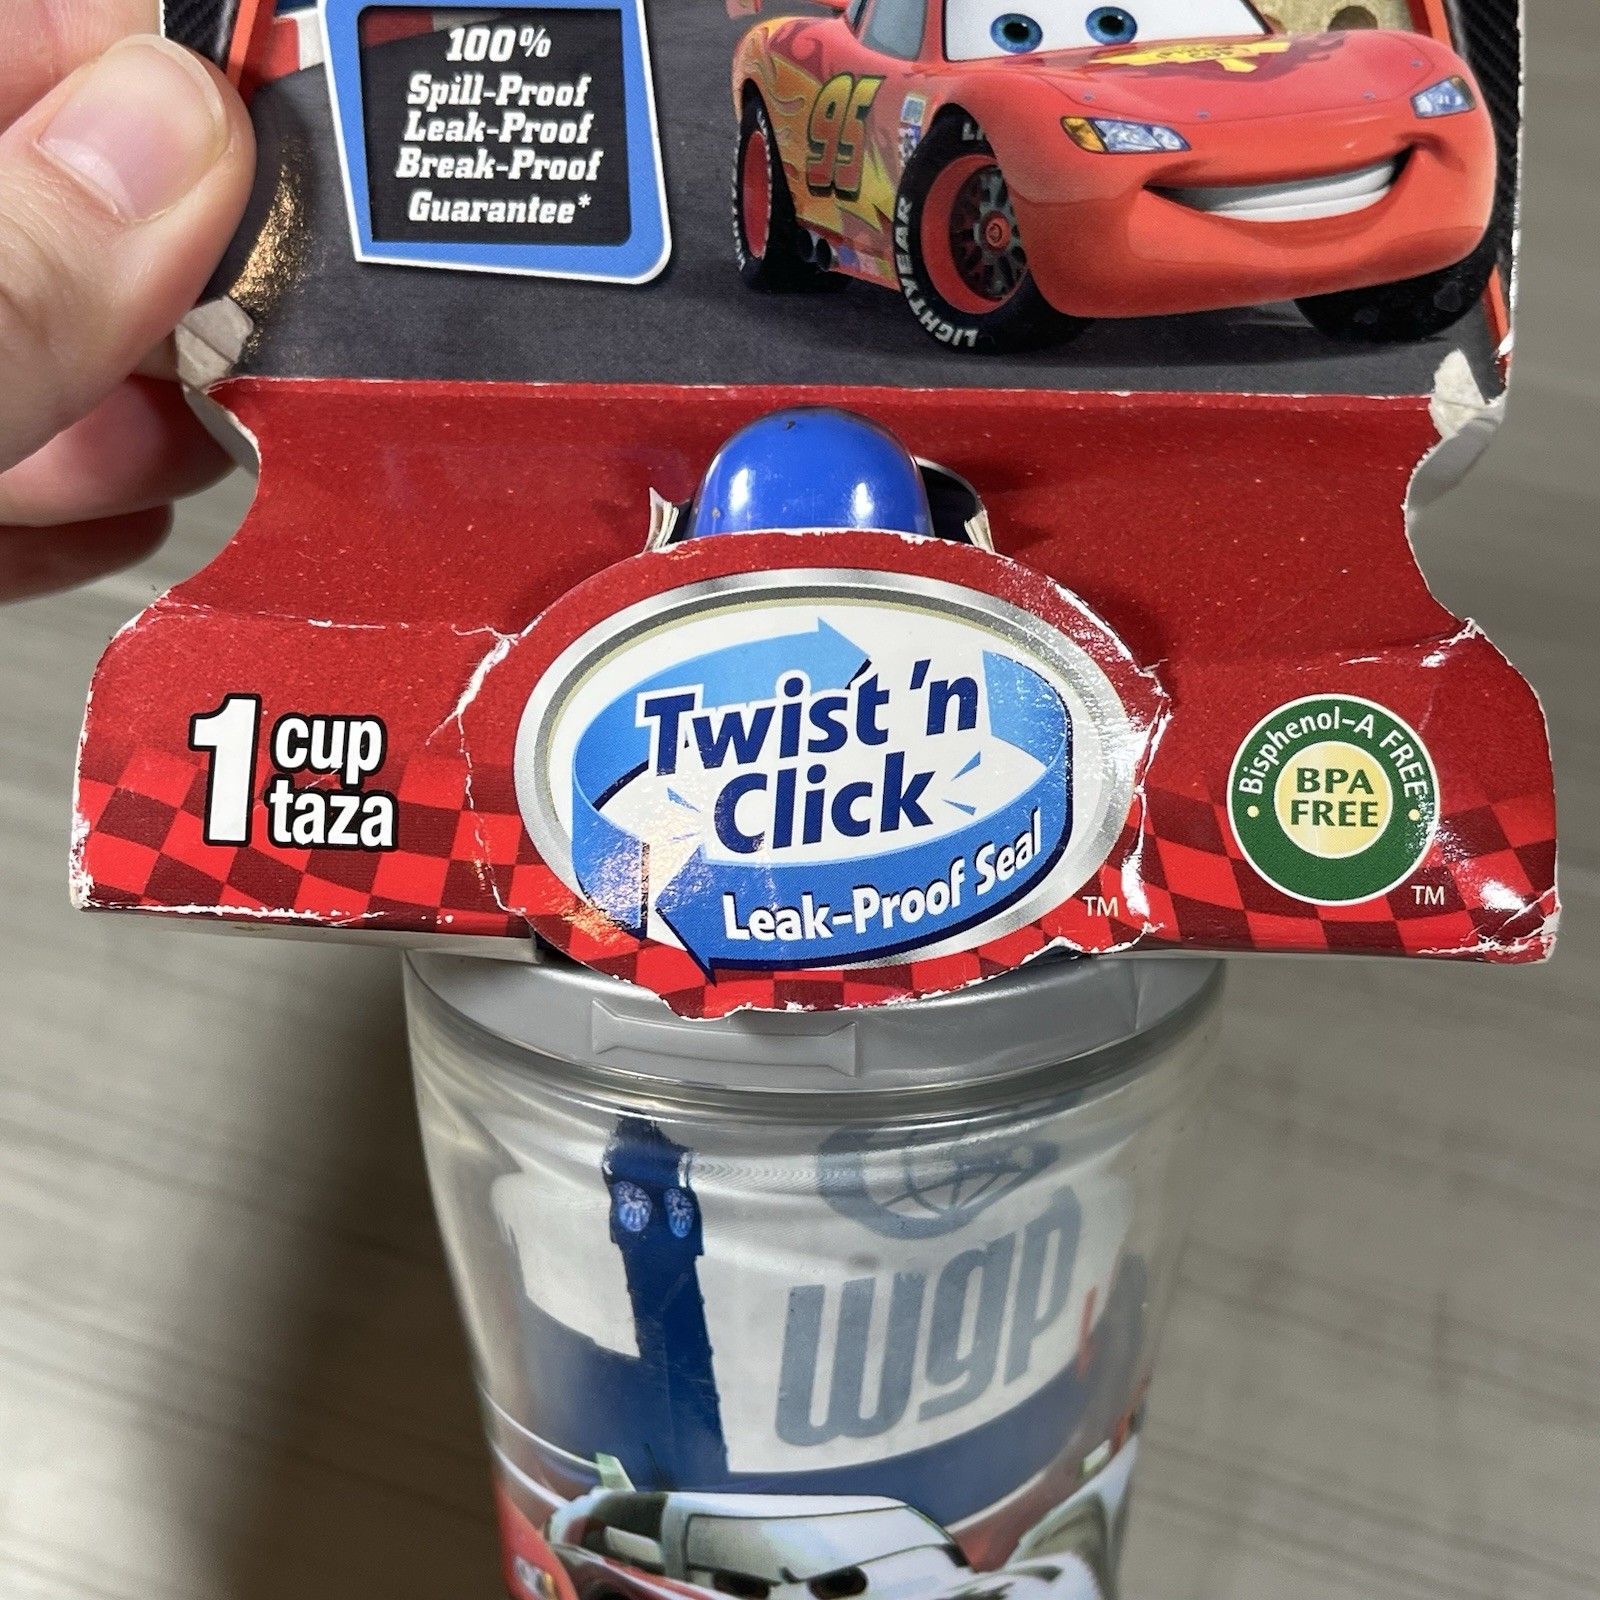 100%
Spill-Proof
Leak-Proof
Break-Proof
Guarantee*
95
LIGHTYEAR
1 cup
taza
Twist 'n
Click
Leak-Proof Seal
TM
Bisphenol-A FREE
BPA
FREE
TM
wgp